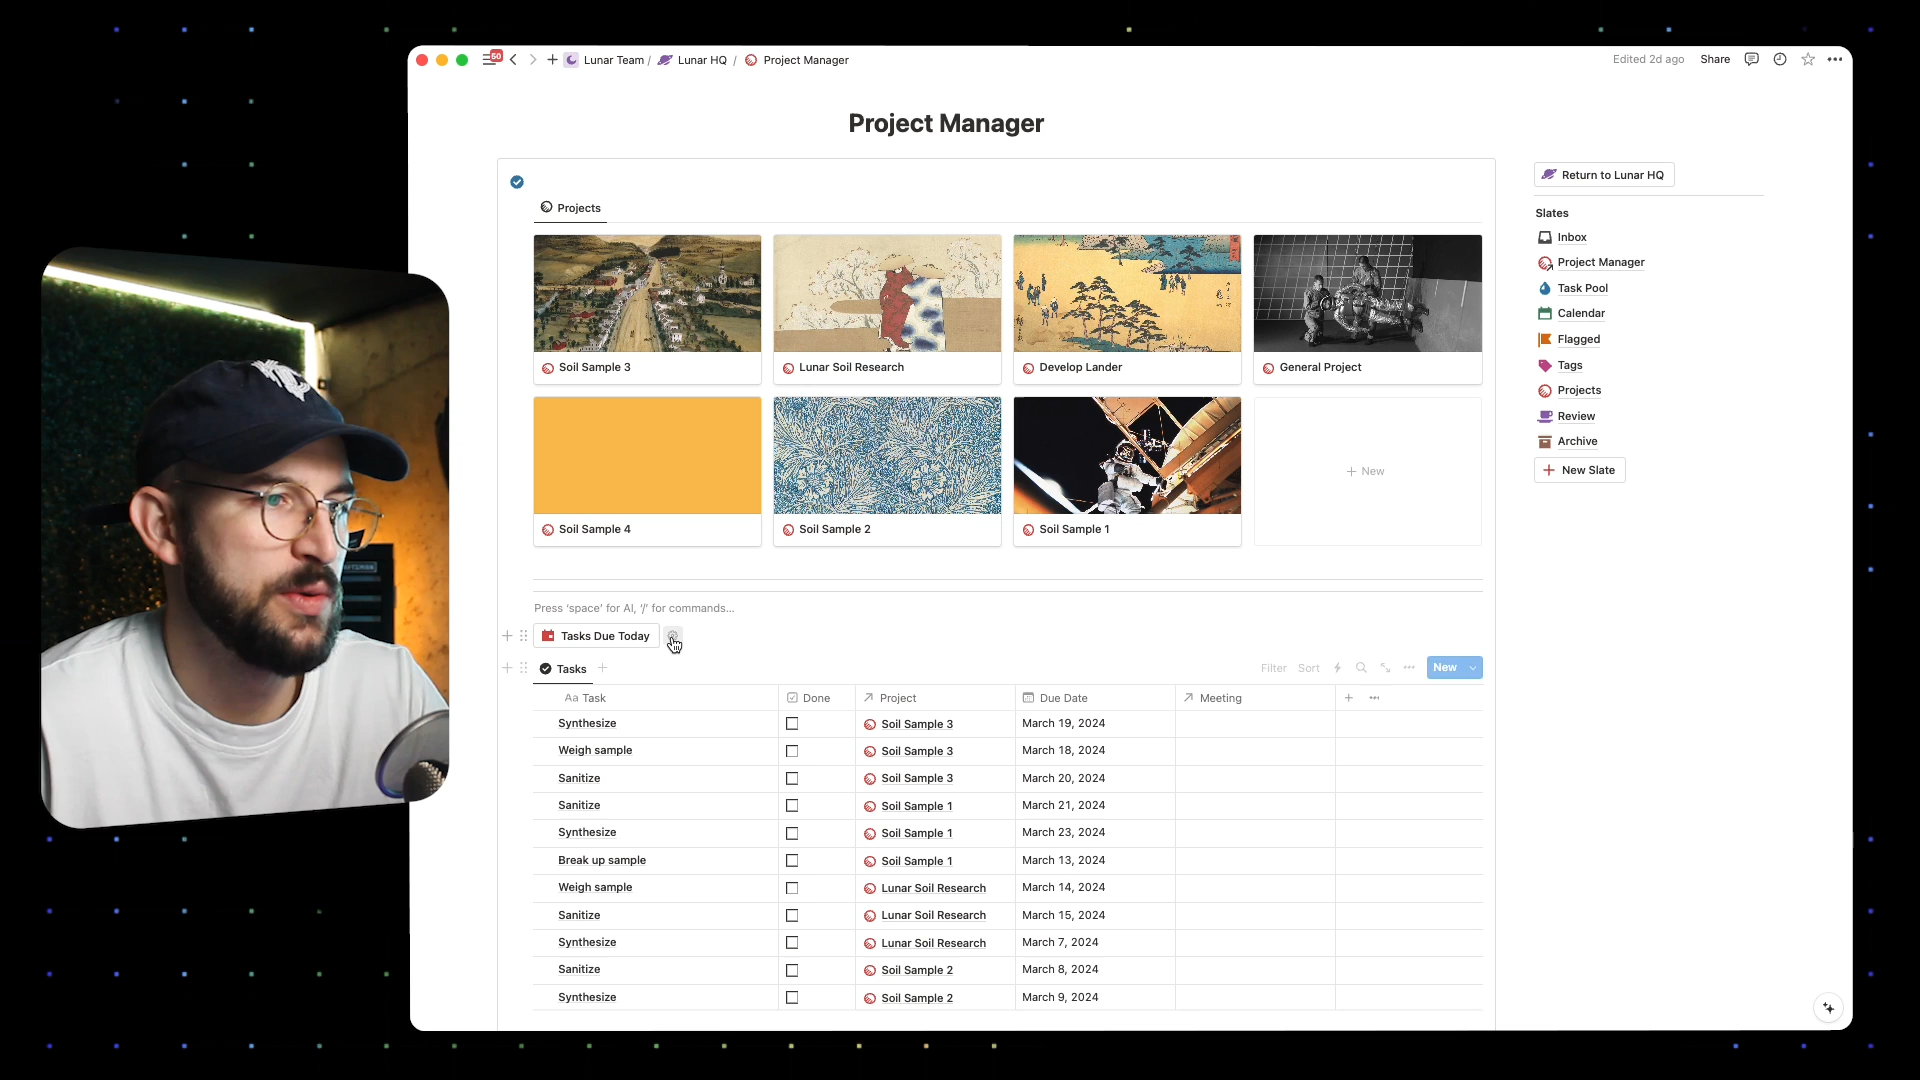 50
Lunar Team / Lunar HQ / Project Manager
Edited 2d ago Share
Project Manager
Projects
Soil Sample 3
Lunar Soil Research
Develop Lander
General Project
Soil Sample 4
Soil Sample 2
Soil Sample 1
+ New
Press ‘space’ for AI, ‘/’ for commands...
Tasks Due Today
Tasks
Filter Sort New
Aa Task Done Project Due Date Meeting
Synthesize Soil Sample 3 March 19, 2024
Weigh sample Soil Sample 3 March 18, 2024
Sanitize Soil Sample 3 March 20, 2024
Sanitize Soil Sample 1 March 21, 2024
Synthesize Soil Sample 1 March 23, 2024
Break up sample Soil Sample 1 March 13, 2024
Weigh sample Lunar Soil Research March 14, 2024
Sanitize Lunar Soil Research March 15, 2024
Synthesize Lunar Soil Research March 7, 2024
Sanitize Soil Sample 2 March 8, 2024
Synthesize Soil Sample 2 March 9, 2024
Return to Lunar HQ
Slates
Inbox
Project Manager
Task Pool
Calendar
Flagged
Tags
Projects
Review
Archive
New Slate